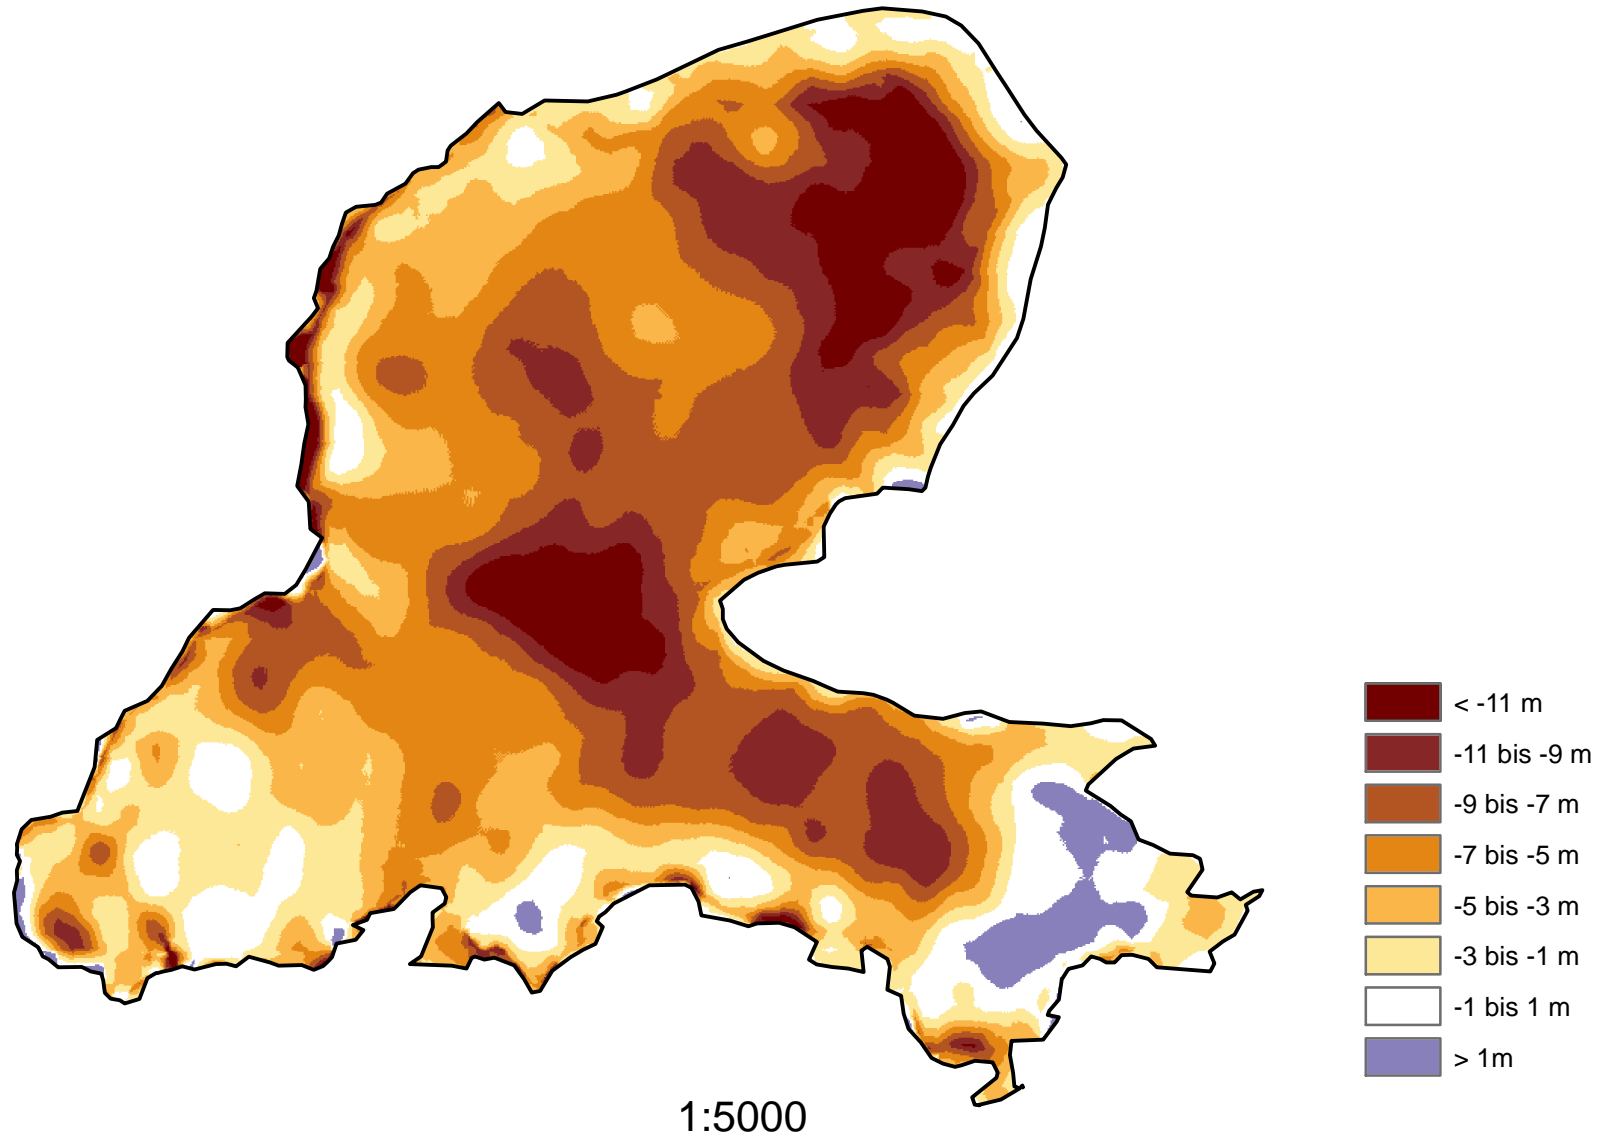 < -11 m
-11 bis -9 m
-9 bis -7 m
-7 bis -5 m
-5 bis -3 m
-3 bis -1 m
-1 bis 1 m
> 1m
1:5000